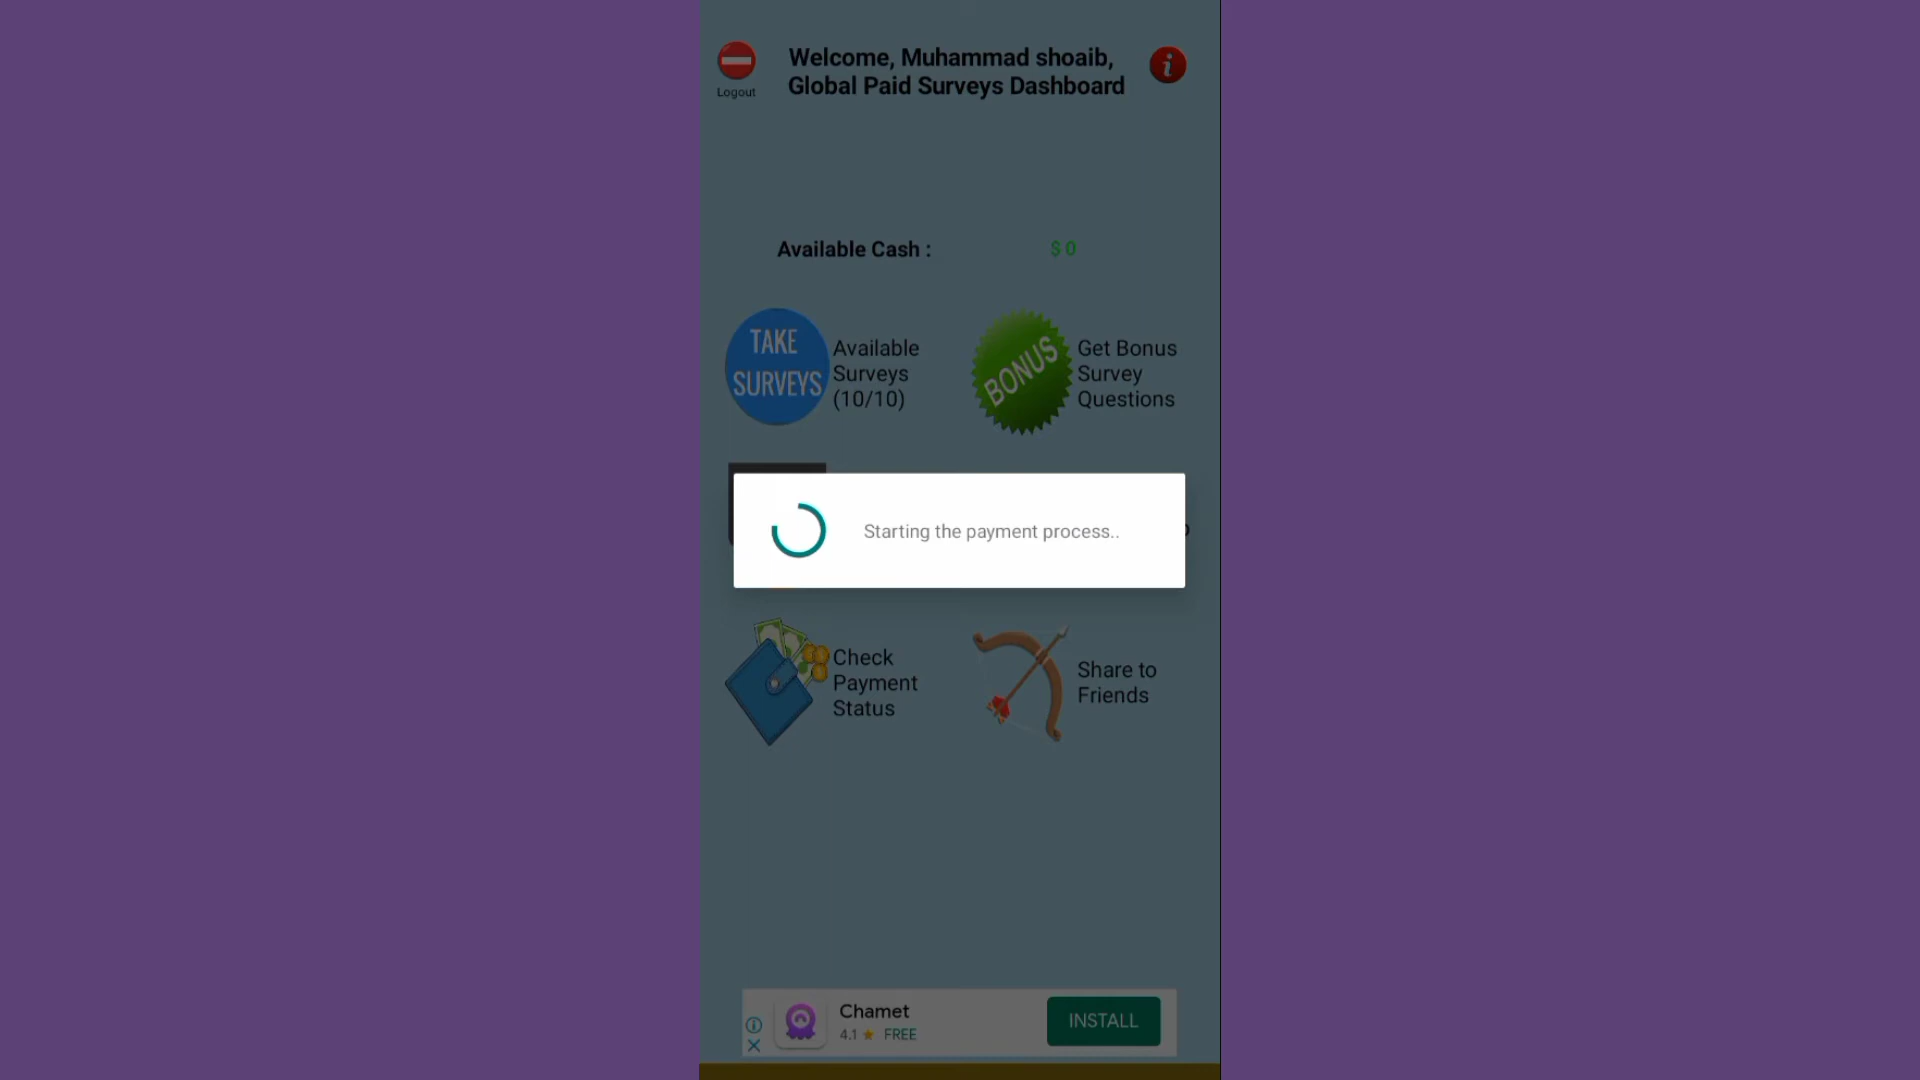 Welcome, Muhammad shoaib,
Global Paid Surveys Dashboard
Logout
Available Cash :
$ 0
TAKE
SURVEYS
Available
Surveys
(10/10)
BONUS
Get Bonus
Survey
Questions
Starting the payment process..
Check
Payment
Status
Share to
Friends
Chamet
4.1 ★ FREE
INSTALL